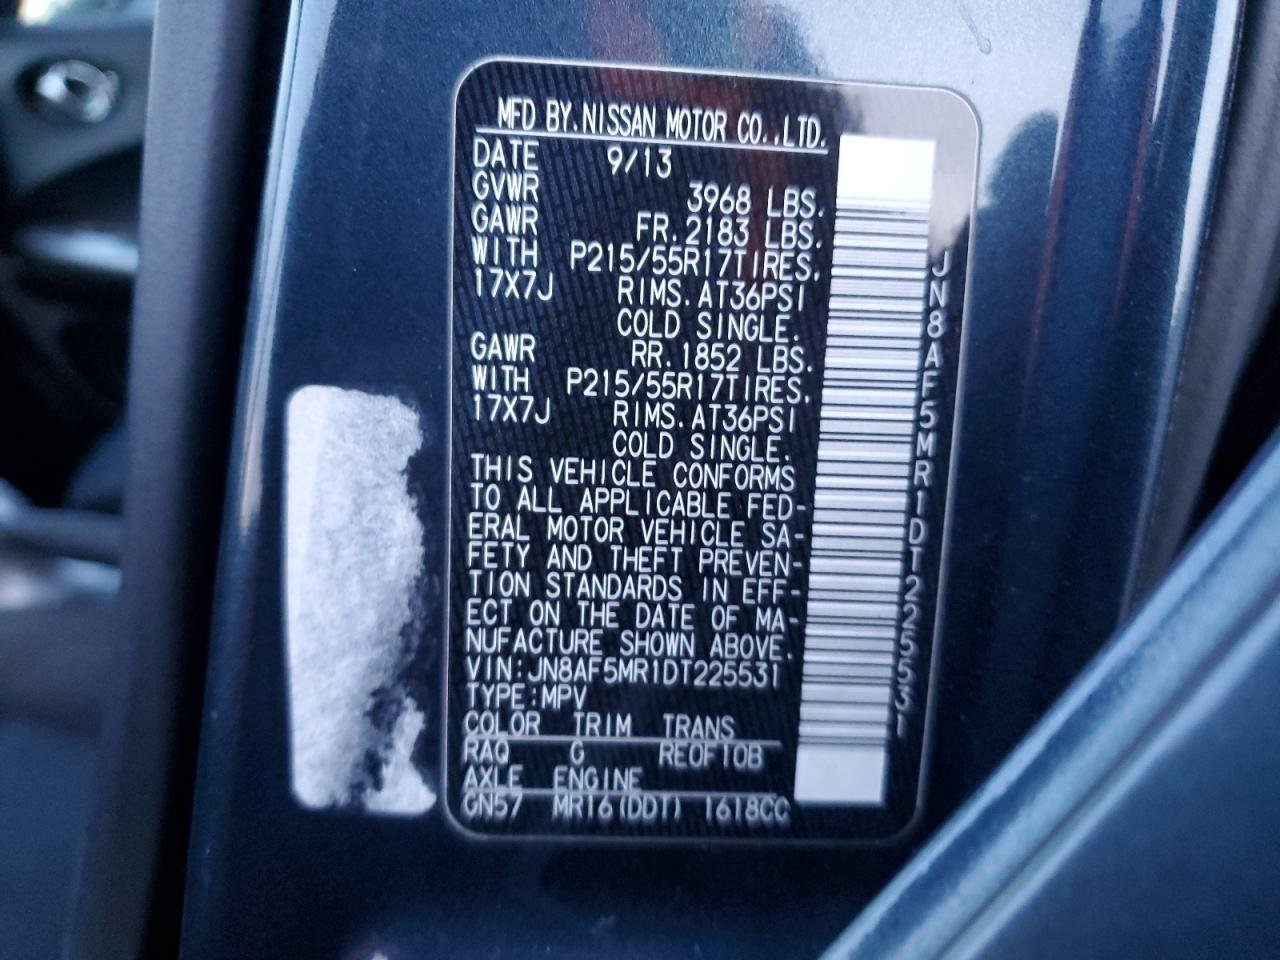 MFD BY.NISSAN MOTOR CO.,LTD.
DATE 9/13
GVWR 3968 LBS.
GAWR FR.2183 LBS.
WITH P215/55R17TIRES.
17X7J RIMS.AT36PSI
COLD SINGLE.
GAWR RR.1852 LBS.
WITH P215/55R17TIRES.
17X7J RIMS.AT36PSI
COLD SINGLE.
THIS VEHICLE CONFORMS
TO ALL APPLICABLE FED-
ERAL MOTOR VEHICLE SA-
FETY AND THEFT PREVEN-
TION STANDARDS IN EFF-
ECT ON THE DATE OF MA-
NUFACTURE SHOWN ABOVE.
VIN:JN8AF5MR1DT225531
TYPE:MPV
COLOR TRIM TRANS
RAQ G RE0F10B
AXLE ENGINE
GN57 MR16(DDT) 1618CC
JN8AF5MR1DT225531